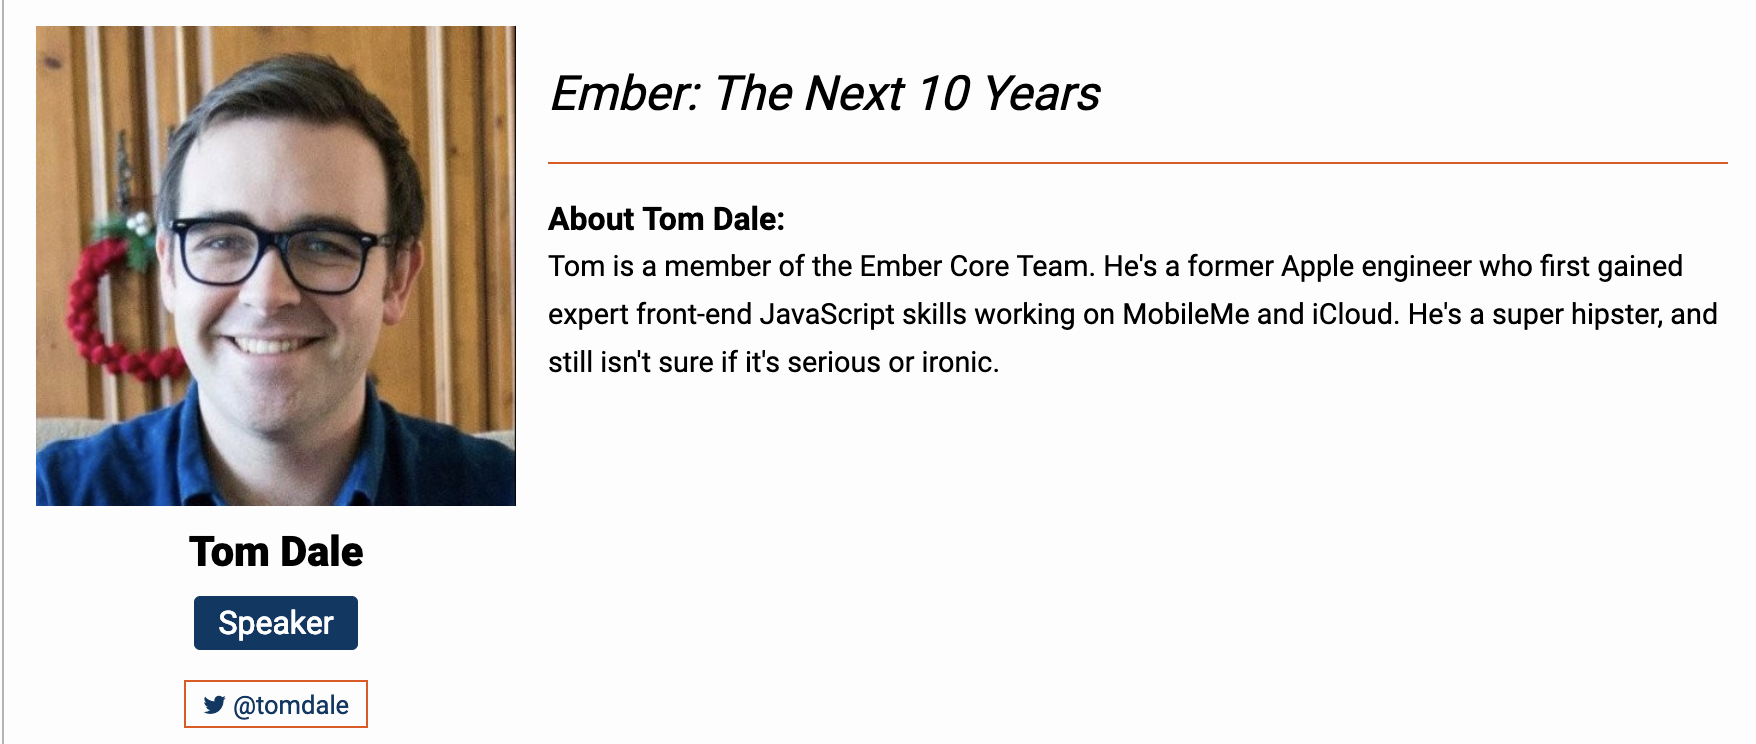 Ember: The Next 10 Years
About Tom Dale:
Tom is a member of the Ember Core Team. He's a former Apple engineer who first gained
expert front-end JavaScript skills working on MobileMe and iCloud. He's a super hipster, and
still isn't sure if it's serious or ironic.
Tom Dale
Speaker
@tomdale